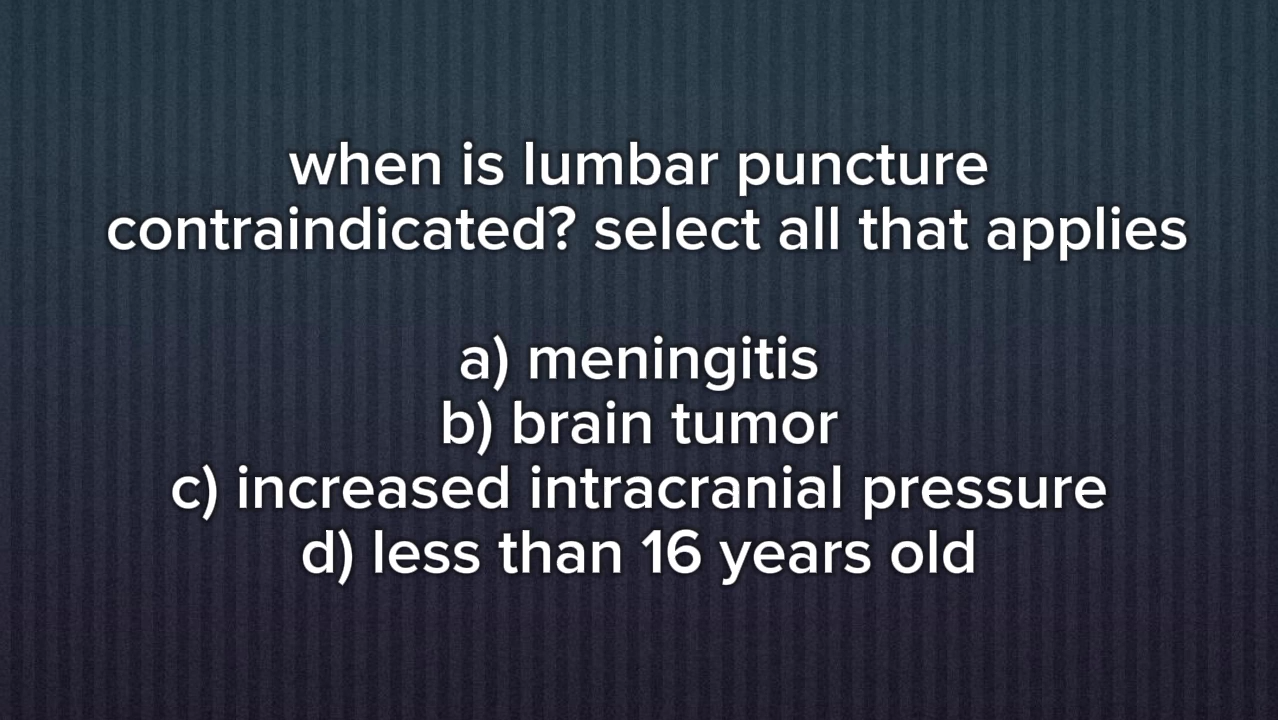 when is lumbar puncture
contraindicated? select all that applies
a) meningitis
b) brain tumor
c) increased intracranial pressure
d) less than 16 years old